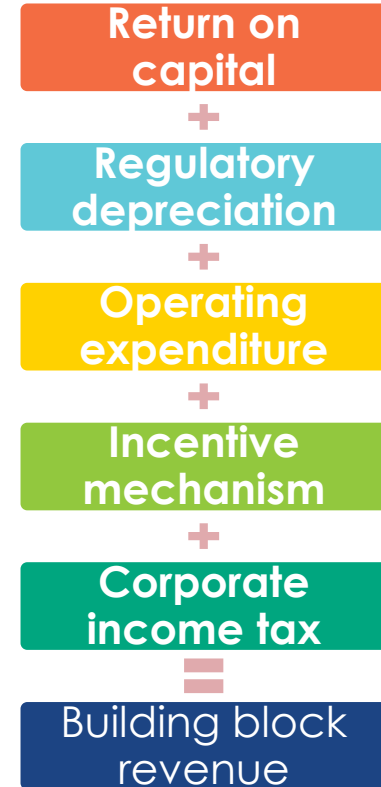 Return on
capital
+
Regulatory
depreciation
+
Operating
expenditure
+
Incentive
mechanism
+
Corporate
income tax
=
Building block
revenue